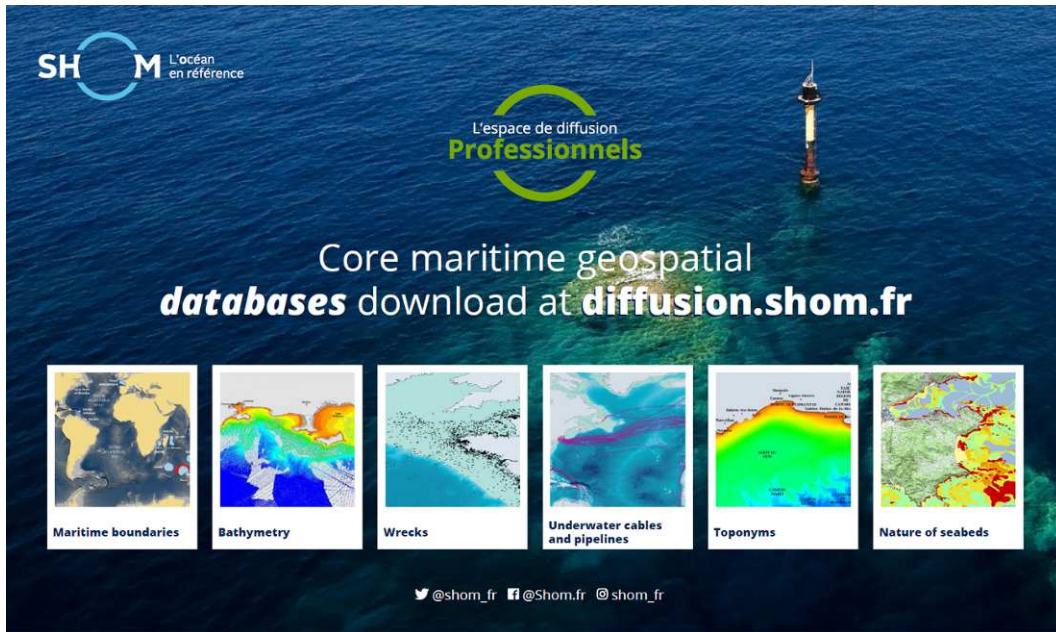 SHOM
L'océan
en référence
L'espace de diffusion
Professionnels
Core maritime geospatial
databases download at diffusion.shom.fr
Maritime boundaries
Bathymetry
Wrecks
Underwater cables
and pipelines
Toponyms
Nature of seabeds
@shom_fr @Shom.fr shom_fr